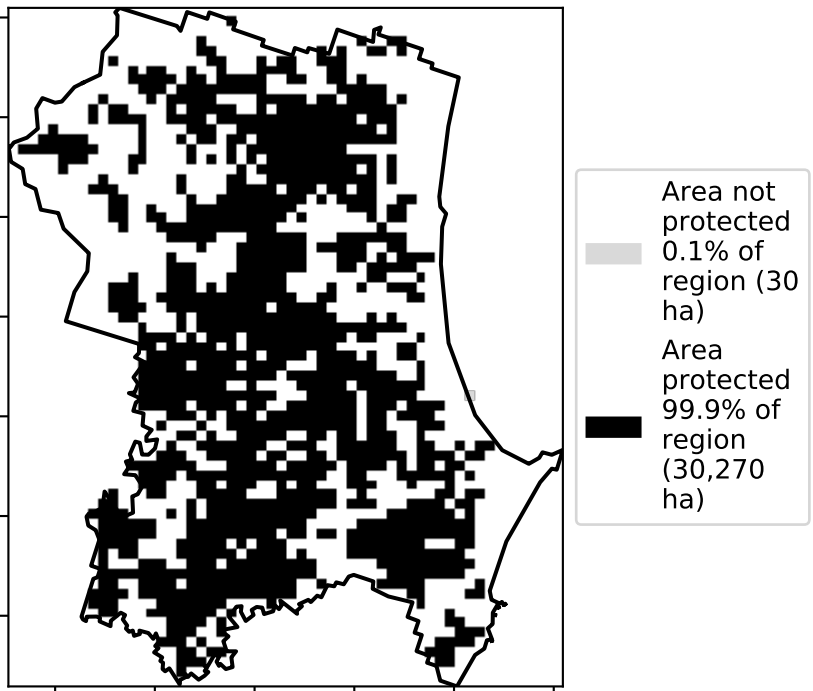 Area not
protected
0.1% of
region (30
ha)
Area
protected
99.9% of
region
(30,270
ha)